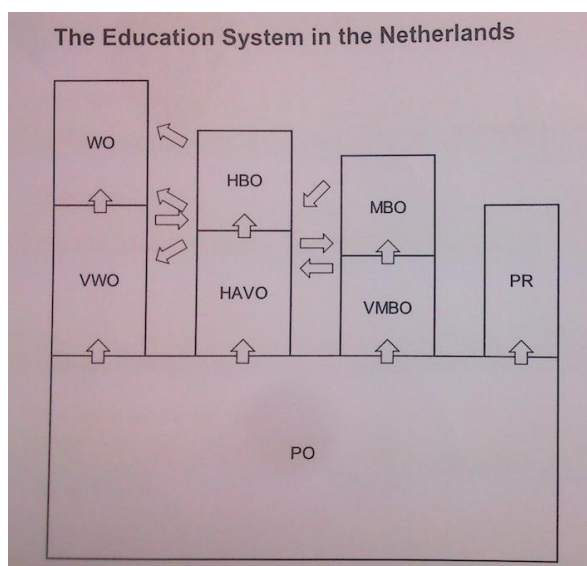 The Education System in the Netherlands
WO
HBO
MBO
VWO
HAVO
VMBO
PR
PO